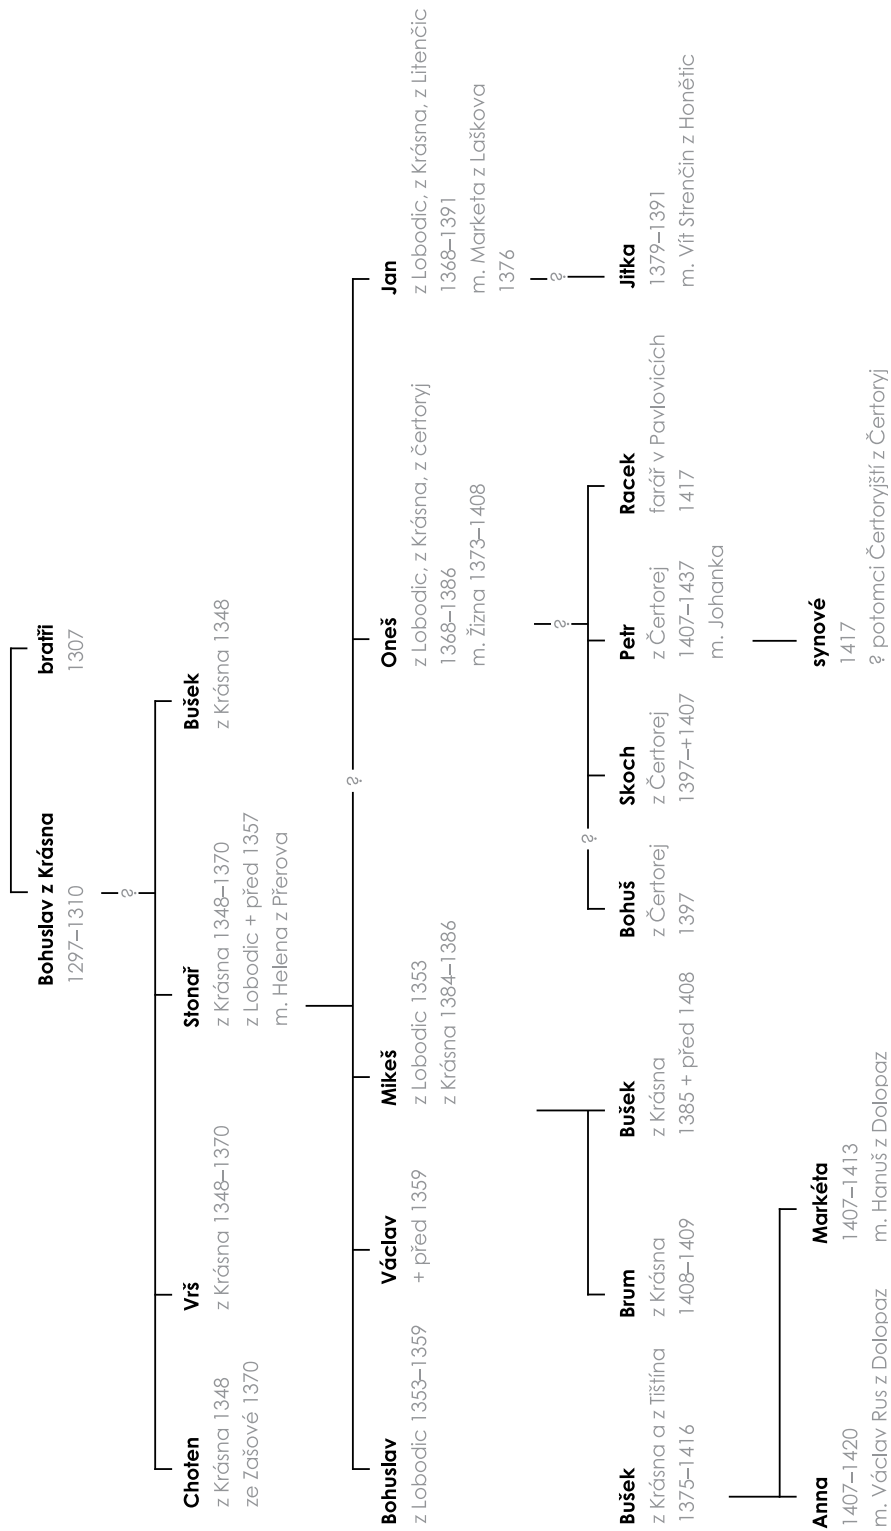 Bohuslav z Krásna
1297–1310
bratři
1307
š
Choten
z Krásna 1348
ze Zašové 1370
Vrš
z Krásna 1348–1370
Stonař
z Krásna 1348–1370
z Lobodic + před 1357
m. Helena z Přerova
Bušek
z Krásna 1348
š
Bohuslav
z Lobodic 1353–1359
Václav
+ před 1359
Mikeš
z Lobodic 1353
z Krásna 1384–1386
Oneš
z Lobodic, z Krásna, z čertoryj
1368–1386
m. Žizna 1373–1408
Jan
z Lobodic, z Krásna, z Litenčic
1368–1391
m. Marketa z Laškova
1376
š
š
š
Bušek
z Krásna a z Tištína
1375–1416
Brum
z Krásna
1408–1409
Bušek
z Krásna
1385 + před 1408
Bohuš
z Čertorej
1397
Skoch
z Čertorej
1397–+1407
Petr
z Čertorej
1407–1437
m. Johanka
Racek
farář v Pavlovicích
1417
Jitka
1379–1391
m. Vít Strenčin z Honětic
Anna
1407–1420
m. Václav Rus z Dolopaz
Markéta
1407–1413
m. Hanuš z Dolopaz
synové
1417
? potomci Čertoryjští z Čertoryj